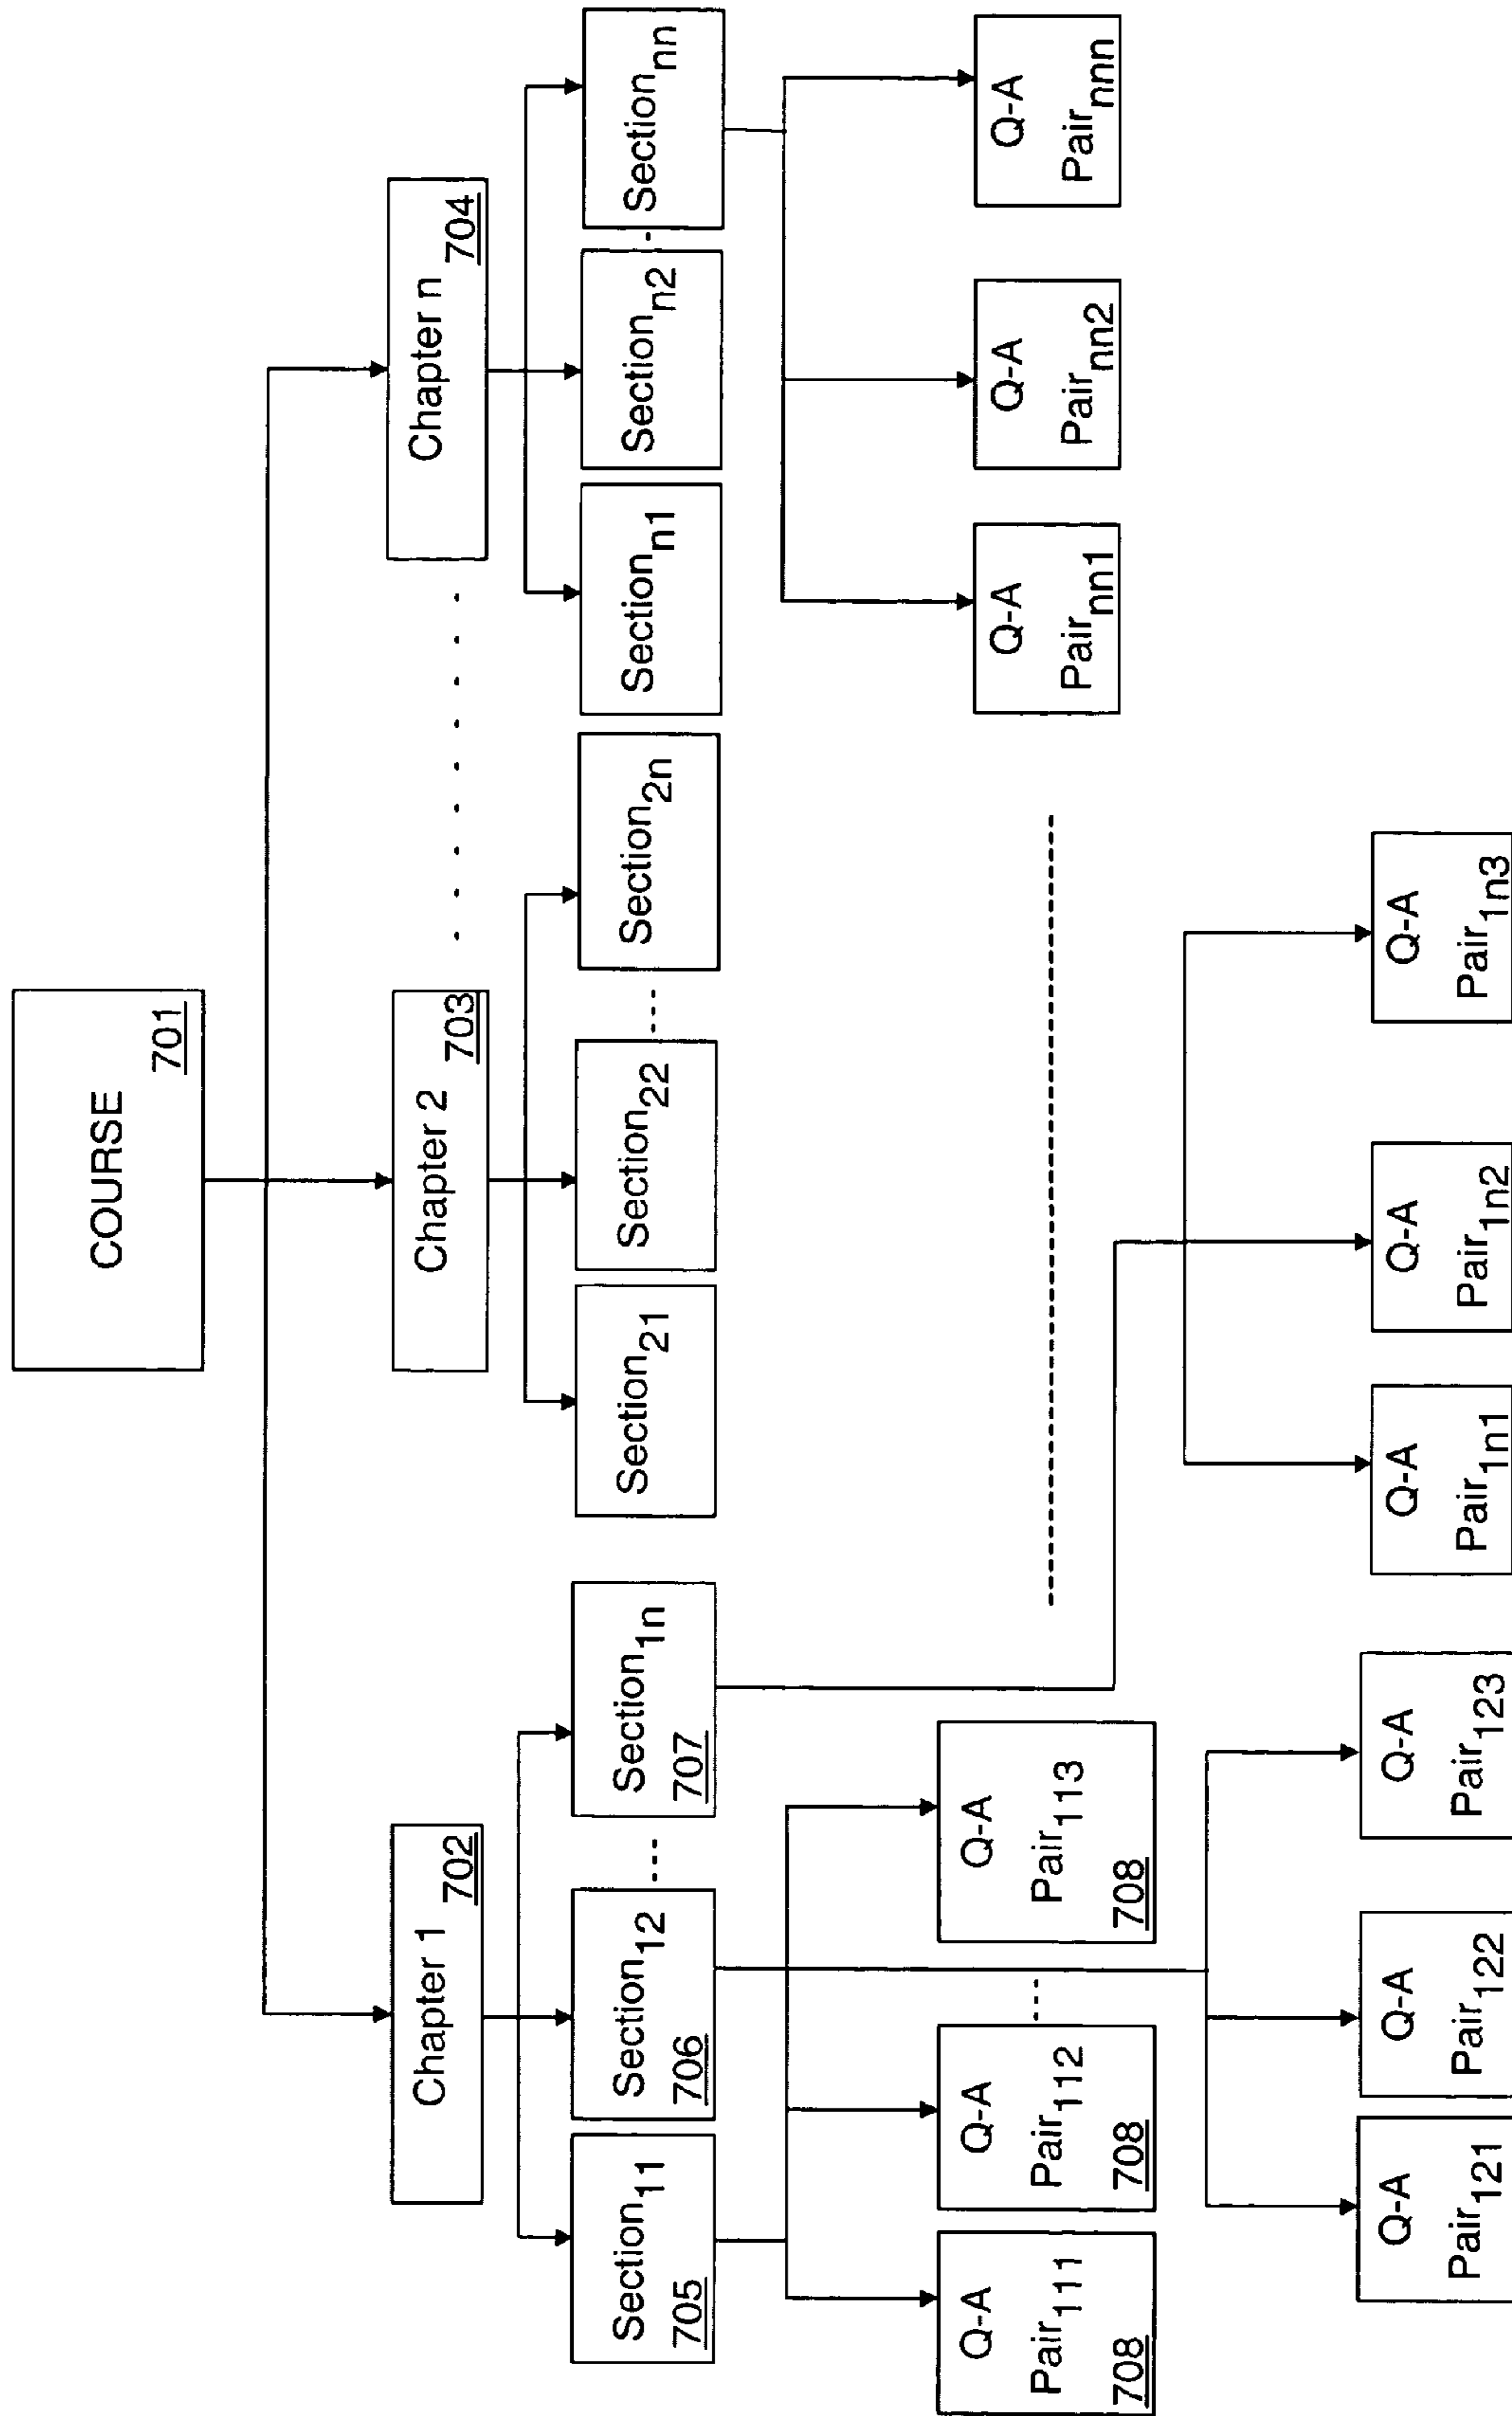 COURSE
701
Chapter 1
702
Chapter 2
703
. . . . . . . . .
Chapter n
704
Section11
705
Section12
706
...
Section1n
707
Section21
Section22
...
Section2n
Sectionn1
Sectionn2
Sectionnn
Q-A
Pair111
708
Q-A
Pair112
708
...
Q-A
Pair113
708
Q-A
Pairnn1
Q-A
Pairnn2
Q-A
Pairnnn
Q-A
Pair121
Q-A
Pair122
Q-A
Pair123
Q-A
Pair1n1
Q-A
Pair1n2
Q-A
Pair1n3